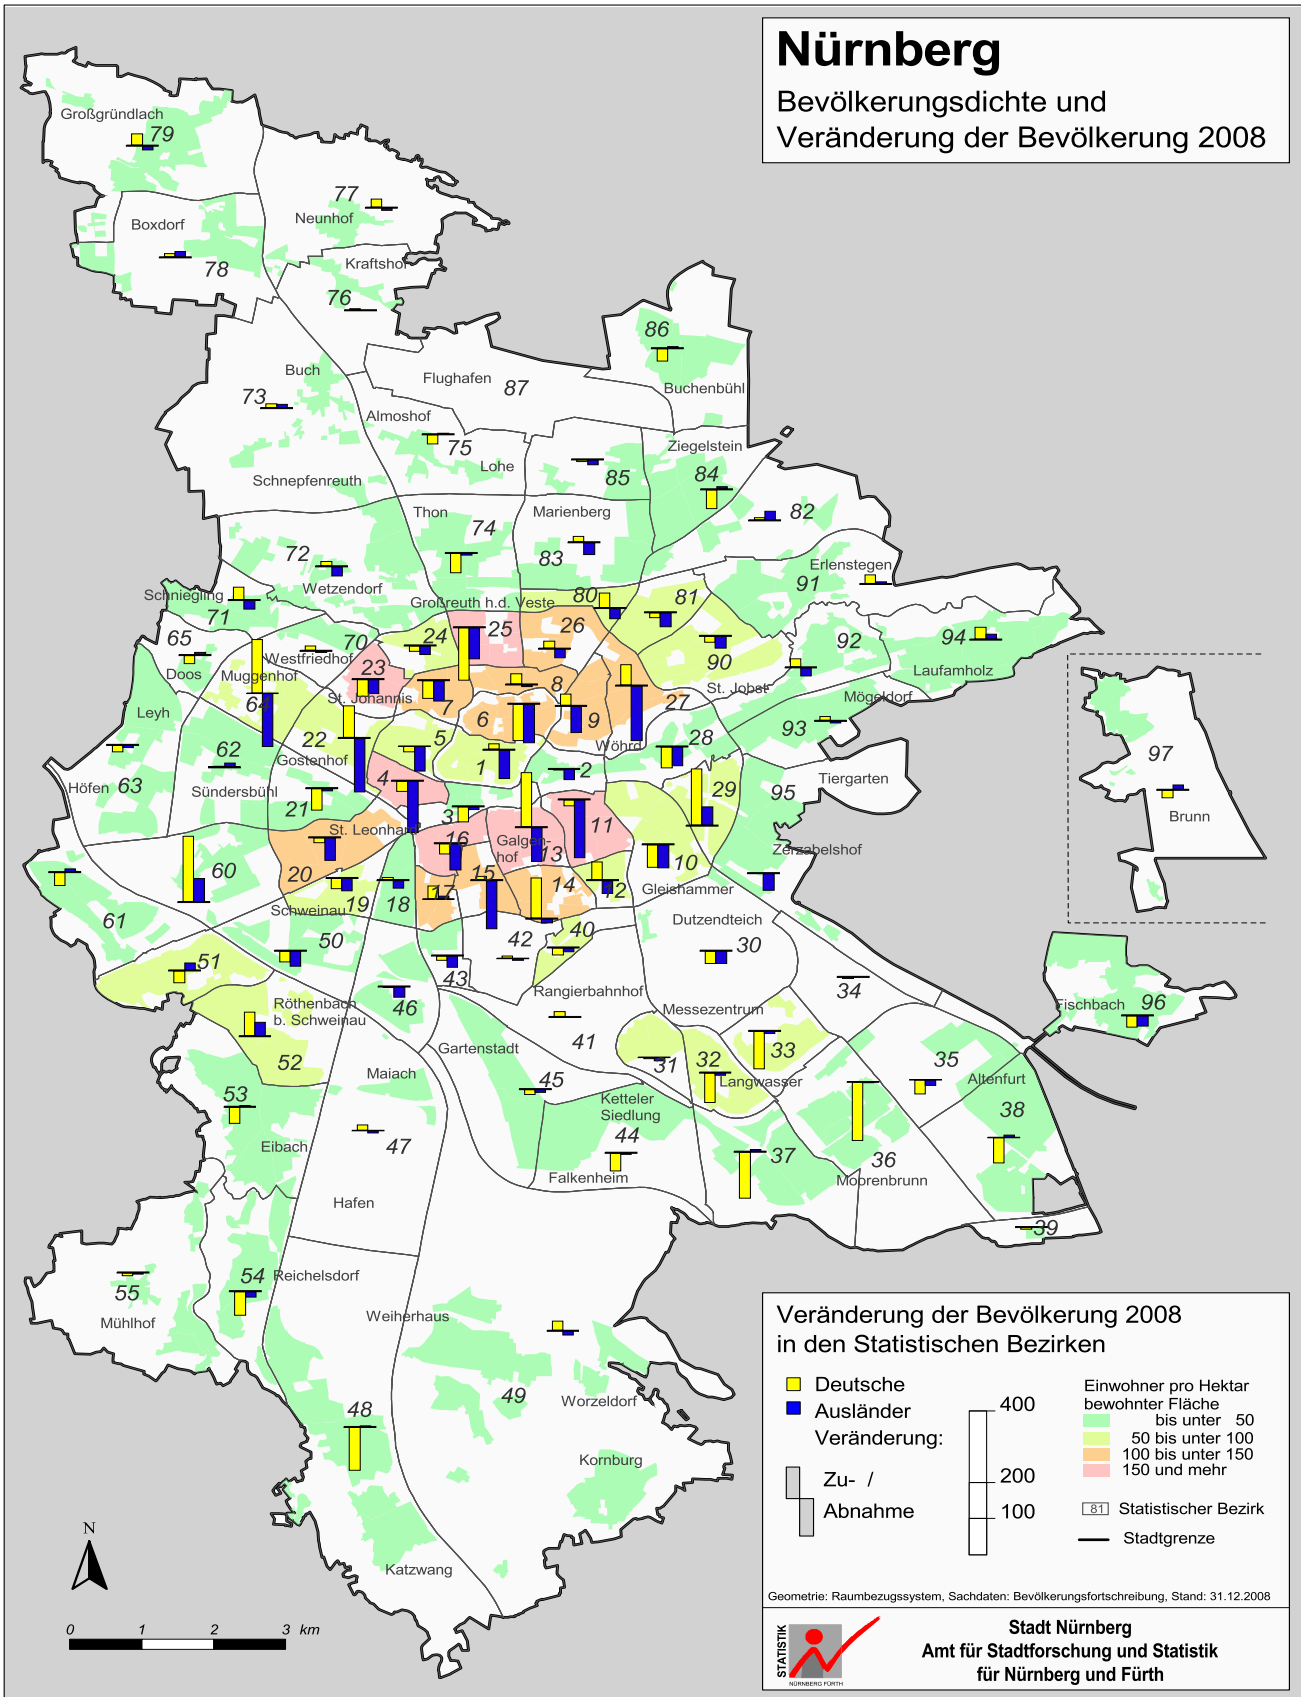 Nürnberg
Bevölkerungsdichte und
Veränderung der Bevölkerung 2008
Großgründlach
79
77
Neunhof
Boxdorf
78
Kraftshof
76
86
Buchenbühl
Buch
73
Flughafen
87
Almoshof
75
Lohe
Ziegelstein
84
85
Schnepfenreuth
82
Thon
74
Marienberg
83
72
Wetzendorf
Erlenstegen
91
Schniegling
71
Großreuth h.d. Veste
80
81
70
24
25
26
65
Doos
Westfriedhof
23
Muggenhof
64
St. Johannis
7
8
90
St. Jobst
92
94
Laufamholz
Mögeldorf
Leyh
6
9
27
93
Wöhrd
28
22
5
1
2
Gostenhof
62
Höfen
63
Sündersbühl
21
4
3
Tiergarten
95
29
97
Brunn
St. Leonhard
16
Galgen-
hof
13
11
Zerzabelshof
60
20
15
14
12
10
Gleishammer
61
19
17
18
Schweinau
50
42
40
Dutzendteich
30
51
43
Rangierbahnhof
34
Röthenbach
b. Schweinau
46
Messezentrum
Fischbach
96
52
41
Gartenstadt
33
31
32
Langwasser
35
Altenfurt
53
Maiach
45
Ketteler
Siedlung
38
Eibach
47
44
Falkenheim
37
36
Moorenbrunn
Hafen
39
54
Reichelsdorf
55
Mühlhof
Weiherhaus
49
Worzeldorf
48
Kornburg
Katzwang
N
0
1
2
3 km
Veränderung der Bevölkerung 2008
in den Statistischen Bezirken
Deutsche
Ausländer
Veränderung:
Zu- /
Abnahme
400
200
100
Einwohner pro Hektar
bewohnter Fläche
bis unter 50
50 bis unter 100
100 bis unter 150
150 und mehr
81 Statistischer Bezirk
Stadtgrenze
Geometrie: Raumbezugssystem, Sachdaten: Bevölkerungsfortschreibung, Stand: 31.12.2008
STATISTIK
NÜRNBERG FÜRTH
Stadt Nürnberg
Amt für Stadtforschung und Statistik
für Nürnberg und Fürth